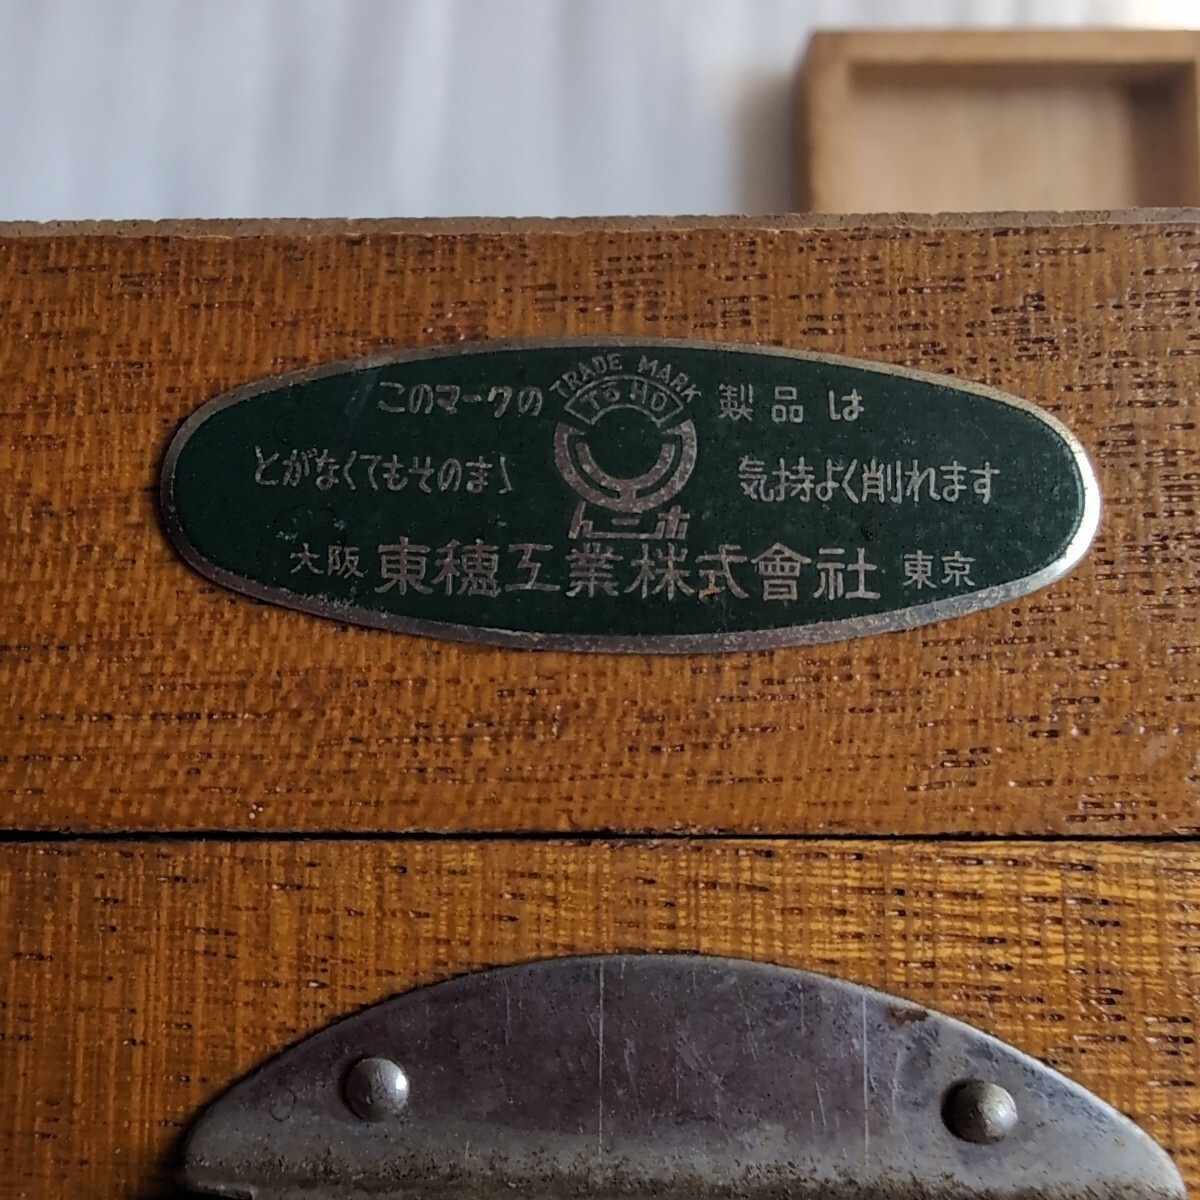 TRADE MARK
TōHO
このマークの 製品は
とがなくてもそのまゝ 気持よく削れます
大阪 東穂工業株式會社 東京